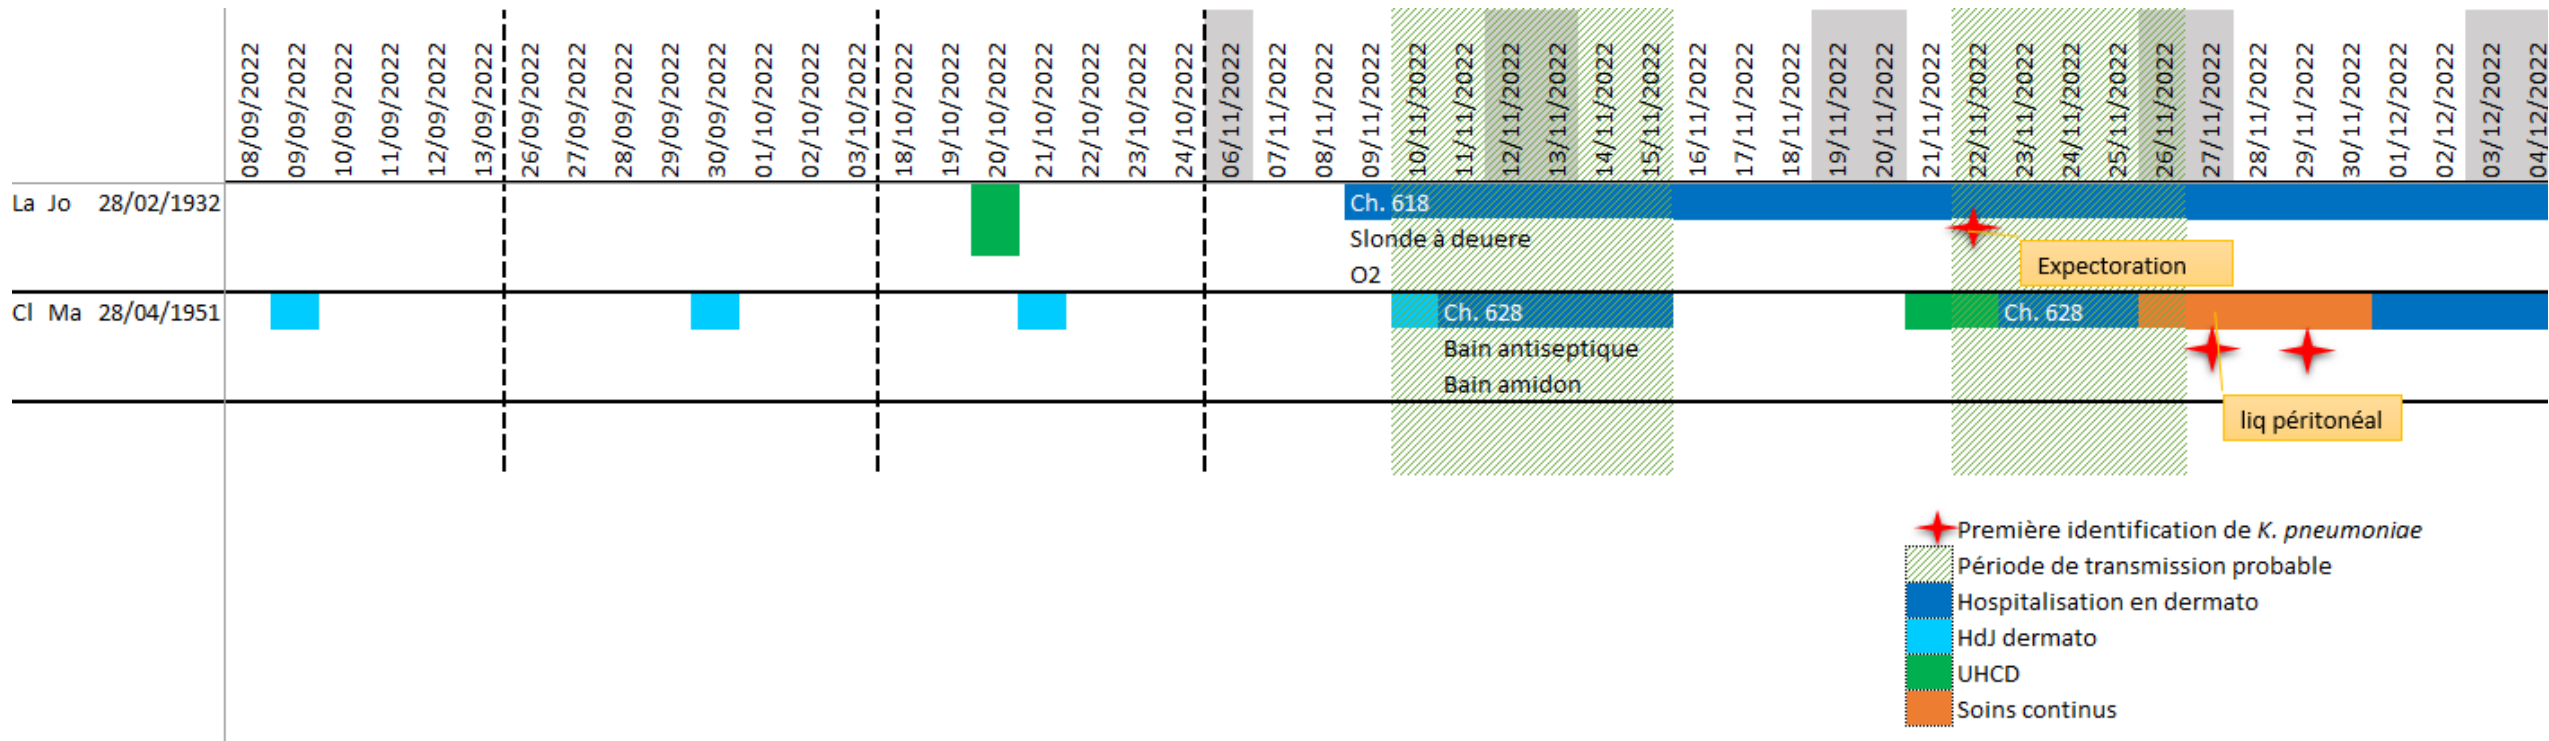 08/09/2022 09/09/2022 10/09/2022 11/09/2022 12/09/2022 13/09/2022 26/09/2022 27/09/2022 28/09/2022 29/09/2022 30/09/2022 01/10/2022 02/10/2022 03/10/2022 18/10/2022 19/10/2022 20/10/2022 21/10/2022 22/10/2022 23/10/2022 24/10/2022 06/11/2022 07/11/2022 08/11/2022 09/11/2022 10/11/2022 11/11/2022 12/11/2022 13/11/2022 14/11/2022 15/11/2022 16/11/2022 17/11/2022 18/11/2022 19/11/2022 20/11/2022 21/11/2022 22/11/2022 23/11/2022 24/11/2022 25/11/2022 26/11/2022 27/11/2022 28/11/2022 29/11/2022 30/11/2022 01/12/2022 02/12/2022 03/12/2022 04/12/2022
La Jo 28/02/1932 Ch. 618
Slonde à deuere
O2
Expectoration
Cl Ma 28/04/1951 Ch. 628 Ch. 628
Bain antiseptique
Bain amidon
liq péritonéal
Première identification de K. pneumoniae
Période de transmission probable
Hospitalisation en dermato
HdJ dermato
UHCD
Soins continus